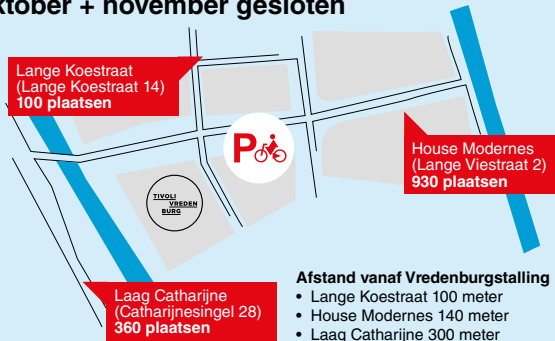 ktober + november gesloten
Lange Koestraat
(Lange Koestraat 14)
100 plaatsen
P
House Modernes
(Lange Viestraat 2)
930 plaatsen
TIVOLI
VREDEN
BURG
Laag Catharijne
(Catharijnesingel 28)
360 plaatsen
Afstand vanaf Vredenburgstalling
• Lange Koestraat 100 meter
• House Modernes 140 meter
• Laag Catharijne 300 meter